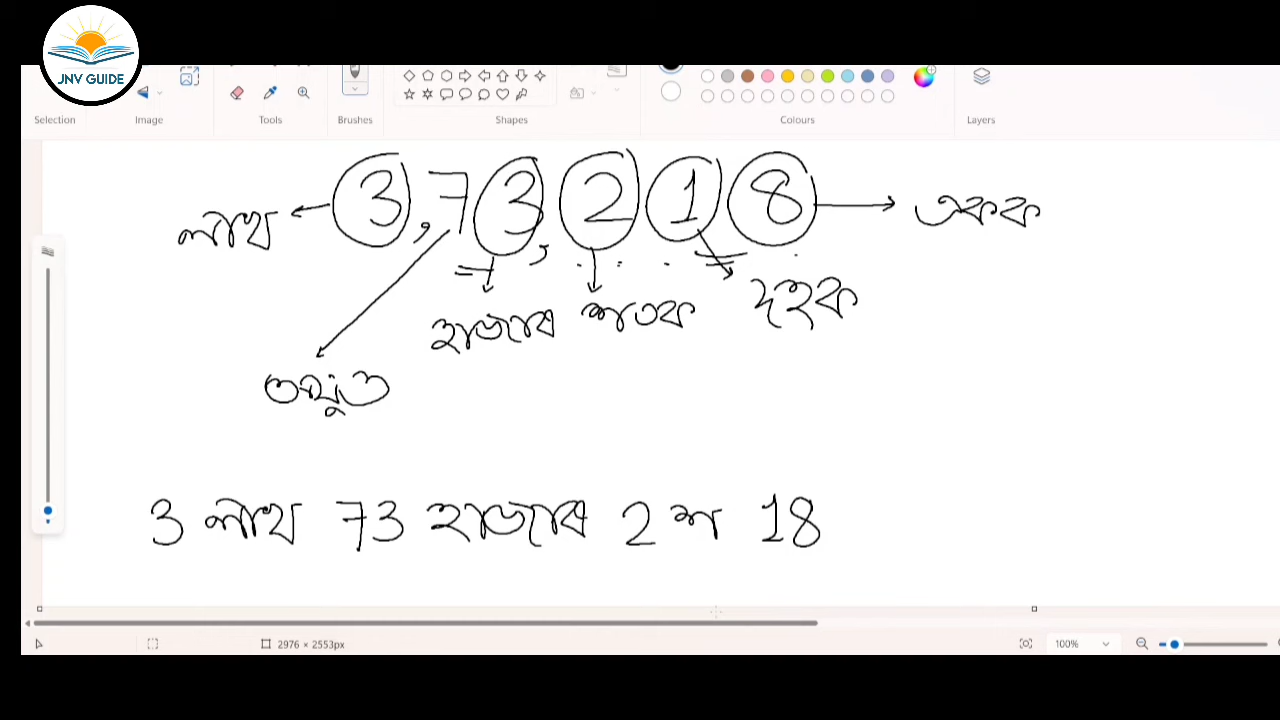 JNV GUIDE
Selection Image Tools Brushes Shapes Colours Layers
3,73,218
লাখ একক
হাজাৰ শতক দহক
অযুত
3 লাখ 73 হাজাৰ 2 শ 18
2976 × 2553px 100%